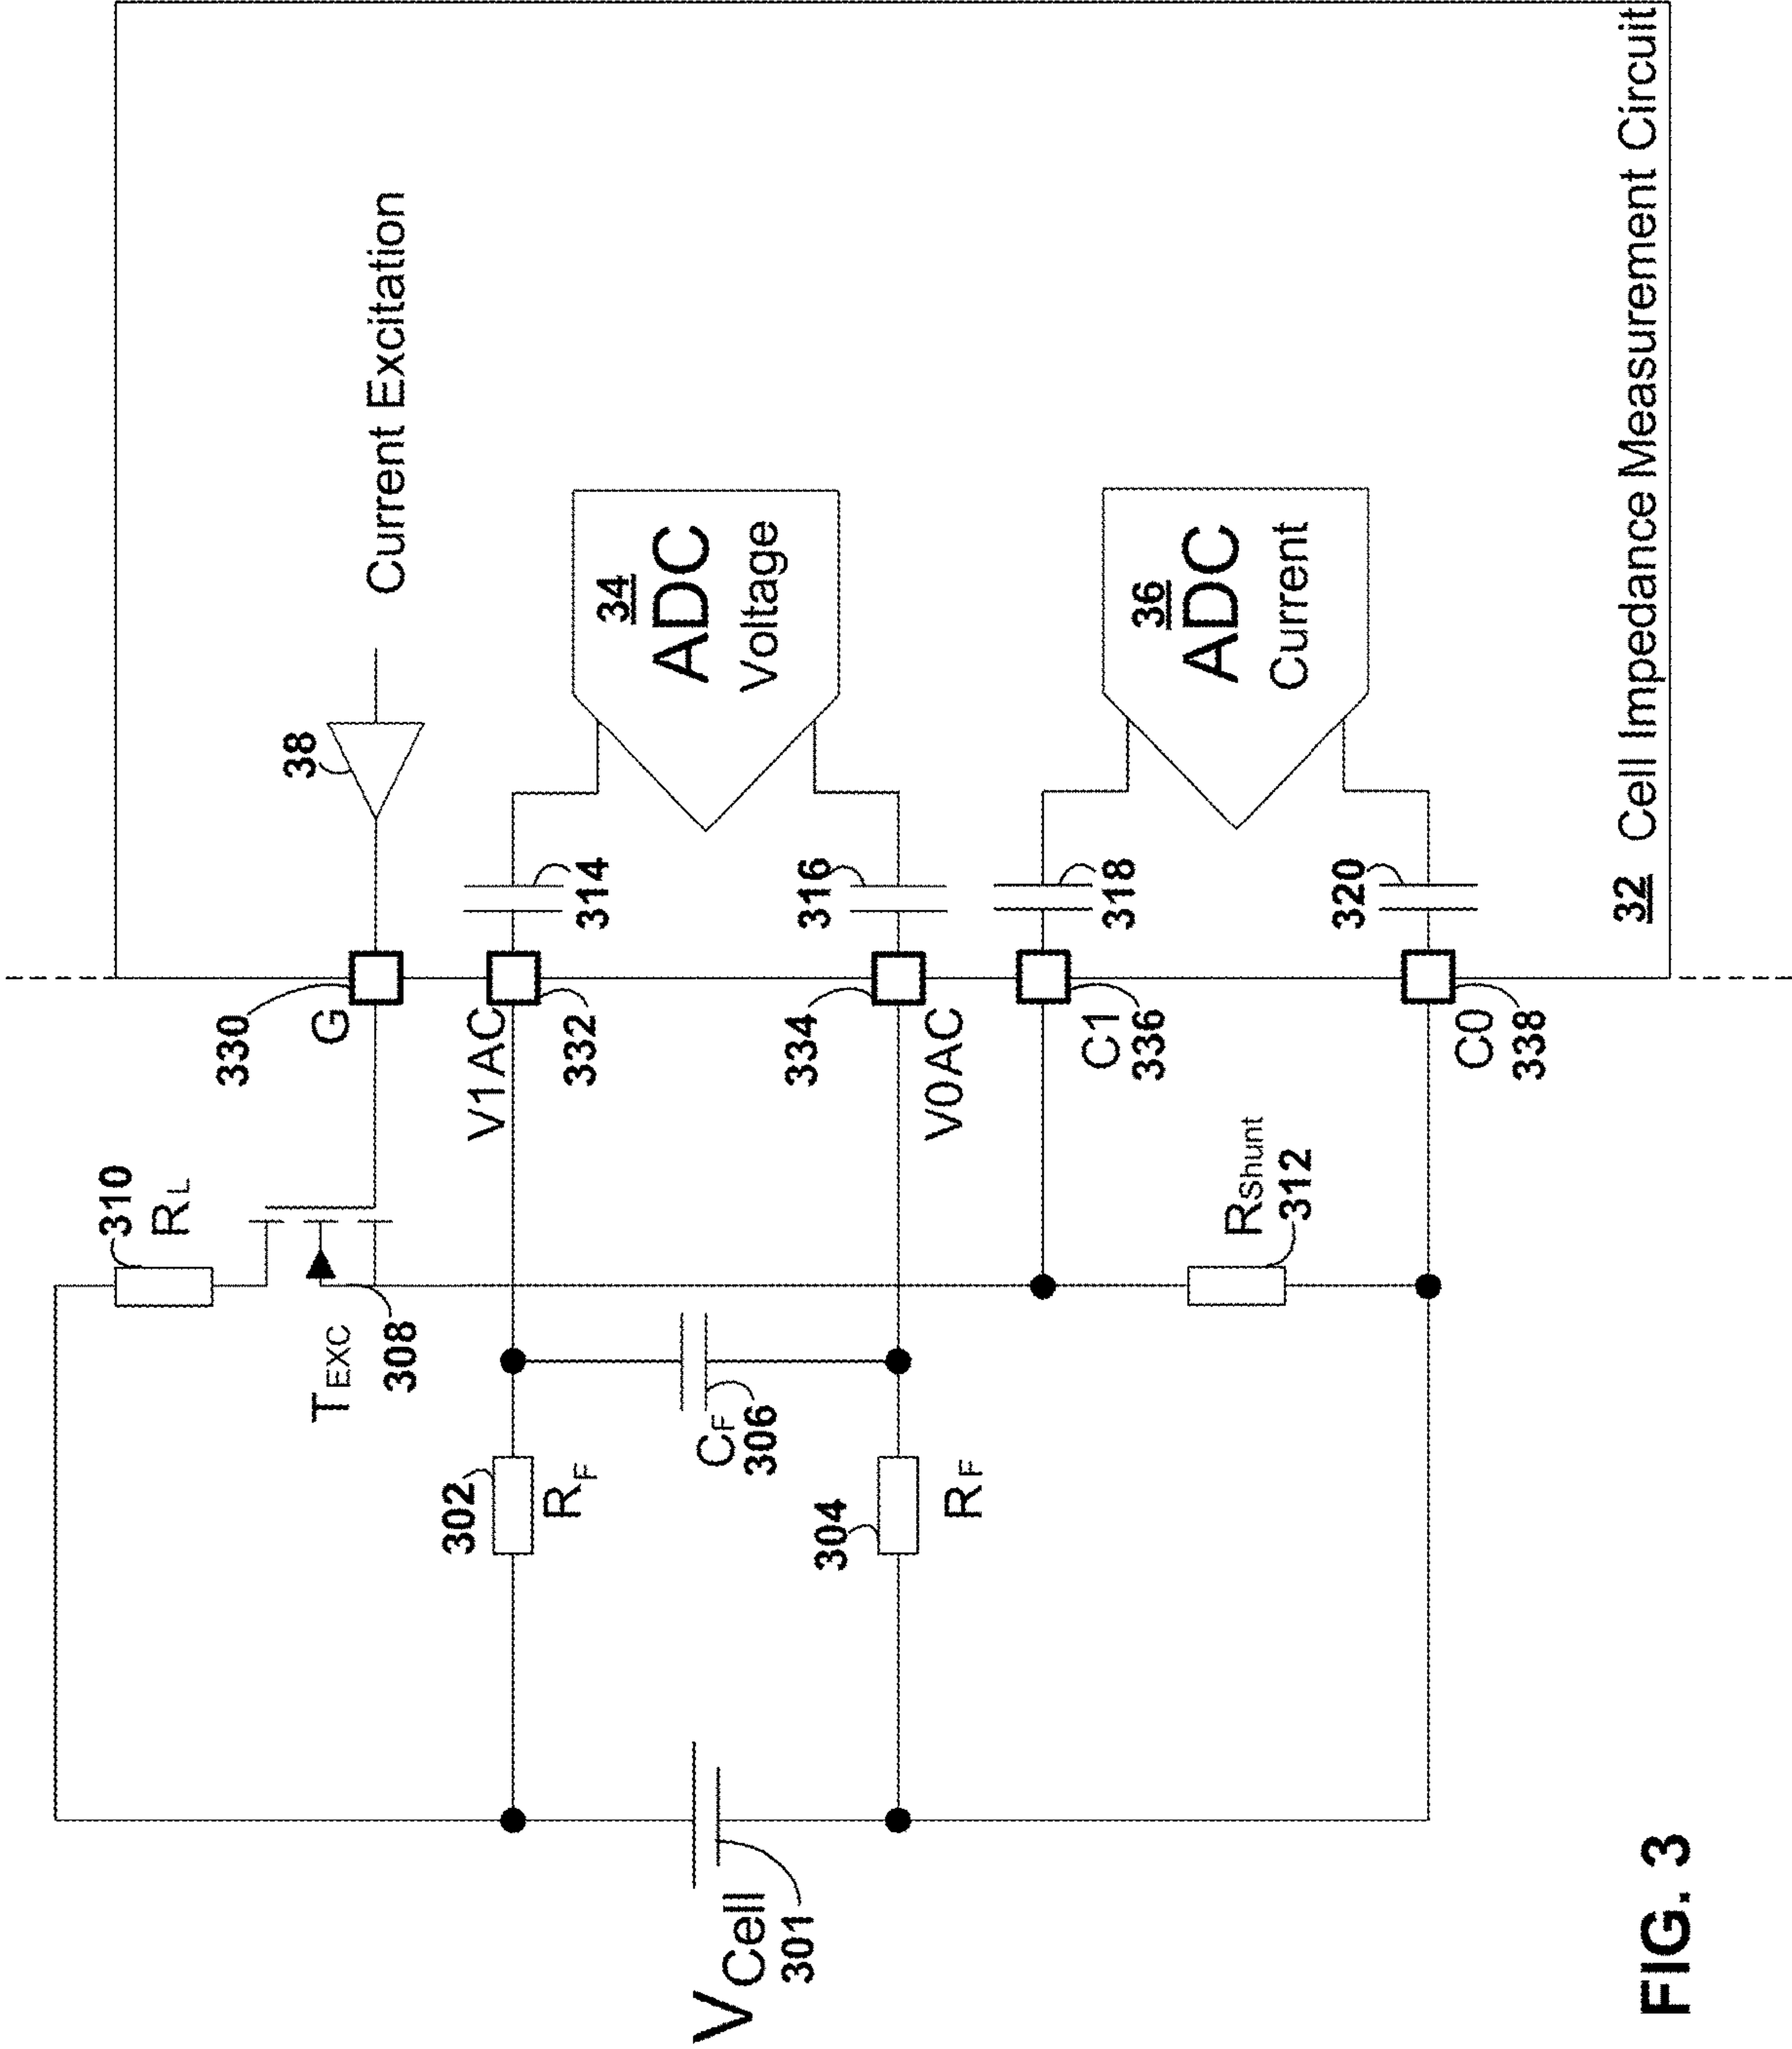 310
RL
TEXC
308
330
G
38
Current Excitation
V1AC
332
314
34
ADC
Voltage
302
RF
CF
306
304
RF
334
V0AC
316
VCell
301
C1
336
318
36
ADC
Current
RShunt
312
C0
338
320
32 Cell Impedance Measurement Circuit
FIG. 3